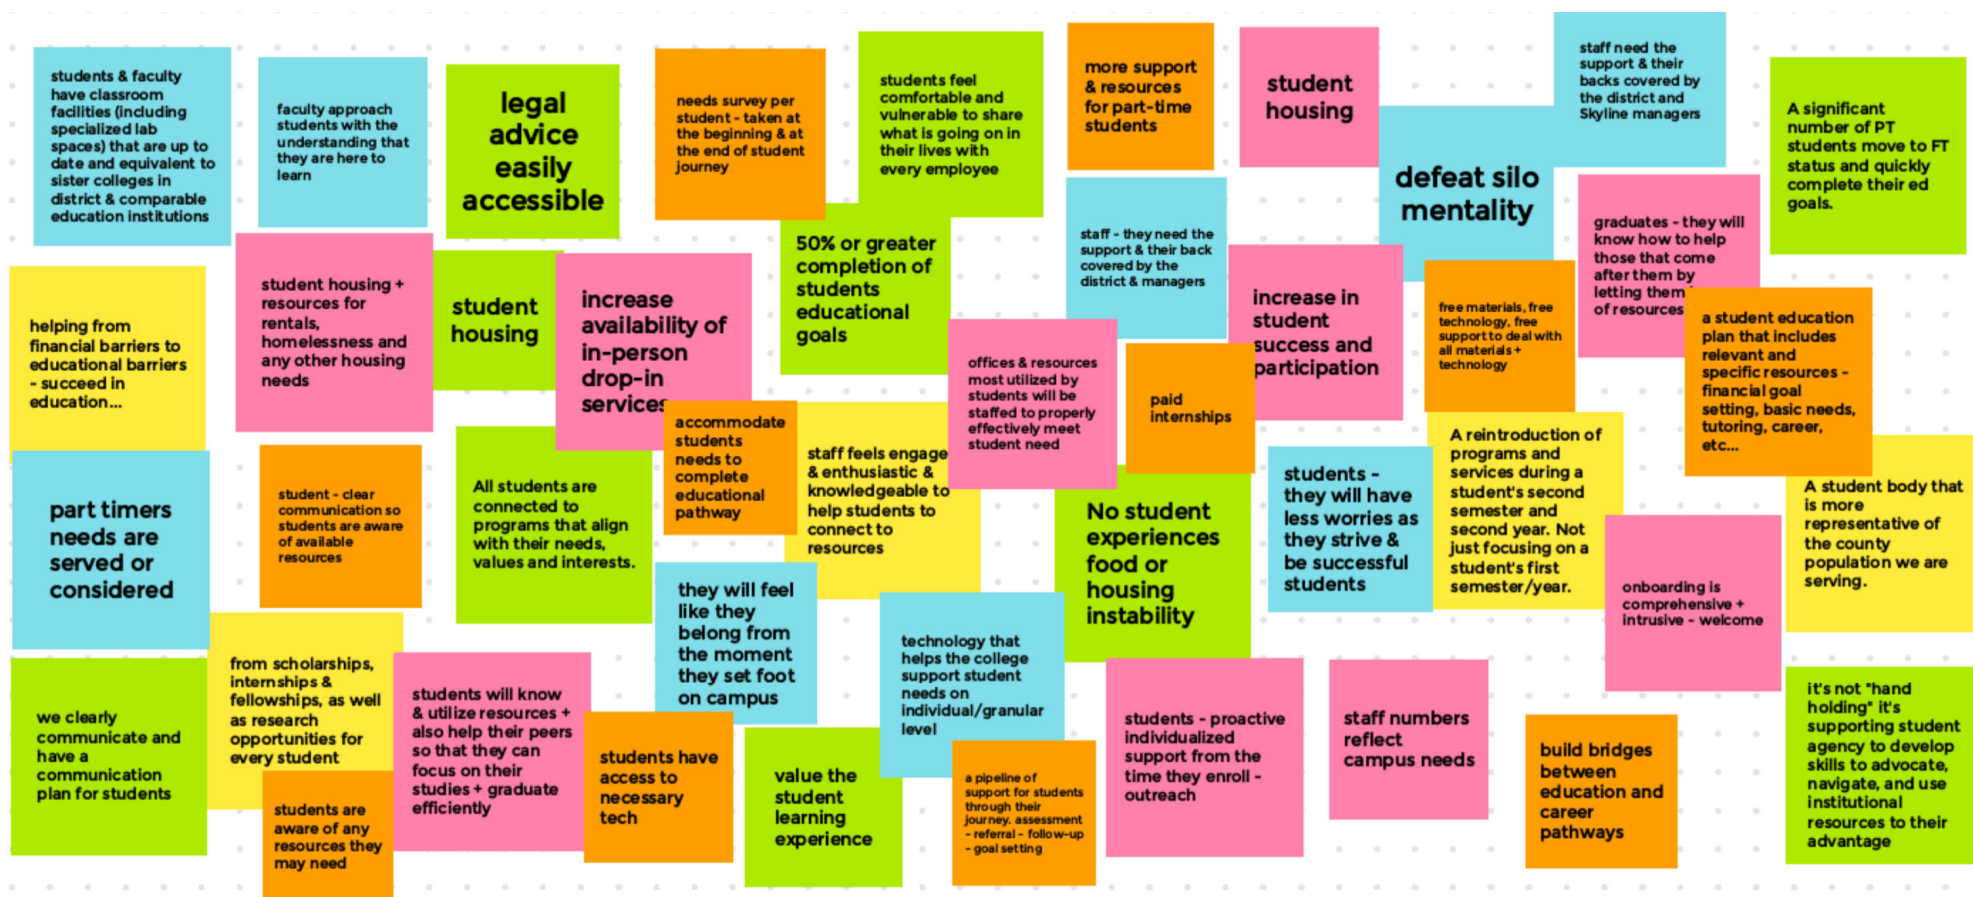 students & faculty
have classroom
facilities (including
specialized lab
spaces) that are up to
date and equivalent to
sister colleges in
district & comparable
education institutions
faculty approach
students with the
understanding that
they are here to
learn
legal
advice
easily
accessible
needs survey per
student - taken at
the beginning & at
the end of student
journey
students feel
comfortable and
vulnerable to share
what is going on in
their lives with
every employee
more support
& resources
for part-time
students
student
housing
staff need the
support & their
backs covered by
the district and
Skyline managers
A significant
number of PT
students move to FT
status and quickly
complete their ed
goals.
defeat silo
mentality
staff - they need the
support & their back
covered by the
district & managers
graduates - they will
know how to help
those that come
after them by
letting them
of resources
helping from
financial barriers to
educational barriers
- succeed in
education...
student housing +
resources for
rentals,
homelessness and
any other housing
needs
student
housing
increase
availability of
in-person
drop-in
services
50% or greater
completion of
students
educational
goals
offices & resources
most utilized by
students will be
staffed to properly
effectively meet
student need
paid
internships
increase in
student
success and
participation
free materials, free
technology, free
support to deal with
all materials +
technology
a student education
plan that includes
relevant and
specific resources -
financial goal
setting, basic needs,
tutoring, career,
etc...
part timers
needs are
served or
considered
student - clear
communication so
students are aware
of available
resources
All students are
connected to
programs that align
with their needs,
values and interests.
accommodate
students
needs to
complete
educational
pathway
staff feels engage
& enthusiastic &
knowledgeable to
help students to
connect to
resources
No student
experiences
food or
housing
instability
students -
they will have
less worries as
they strive &
be successful
students
A reintroduction of
programs and
services during a
student's second
semester and
second year. Not
just focusing on a
student's first
semester/year.
onboarding is
comprehensive +
intrusive - welcome
A student body that
is more
representative of
the county
population we are
serving.
we clearly
communicate and
have a
communication
plan for students
from scholarships,
internships &
fellowships, as well
as research
opportunities for
every student
students are
aware of any
resources they
may need
students will know
& utilize resources +
also help their peers
so that they can
focus on their
studies + graduate
efficiently
students have
access to
necessary
tech
they will feel
like they
belong from
the moment
they set foot
on campus
value the
student
learning
experience
technology that
helps the college
support student
needs on
individual/granular
level
a pipeline of
support for students
through their
journey. assessment
- referral - follow-up
- goal setting
students - proactive
individualized
support from the
time they enroll -
outreach
staff numbers
reflect
campus needs
build bridges
between
education and
career
pathways
it's not "hand
holding" it's
supporting student
agency to develop
skills to advocate,
navigate, and use
institutional
resources to their
advantage